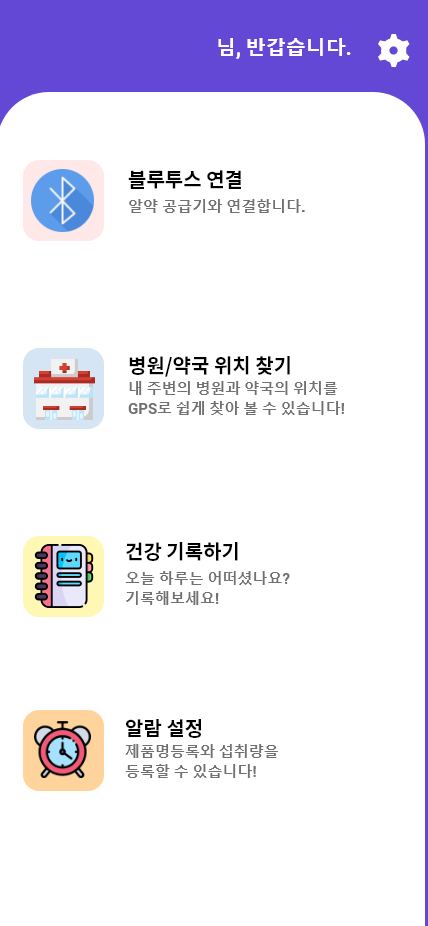 님, 반갑습니다.
블루투스 연결
알약 공급기와 연결합니다.
병원/약국 위치 찾기
내 주변의 병원과 약국의 위치를
GPS로 쉽게 찾아 볼 수 있습니다!
건강 기록하기
오늘 하루는 어떠셨나요?
기록해보세요!
알람 설정
제품명등록와 섭취량을
등록할 수 있습니다!